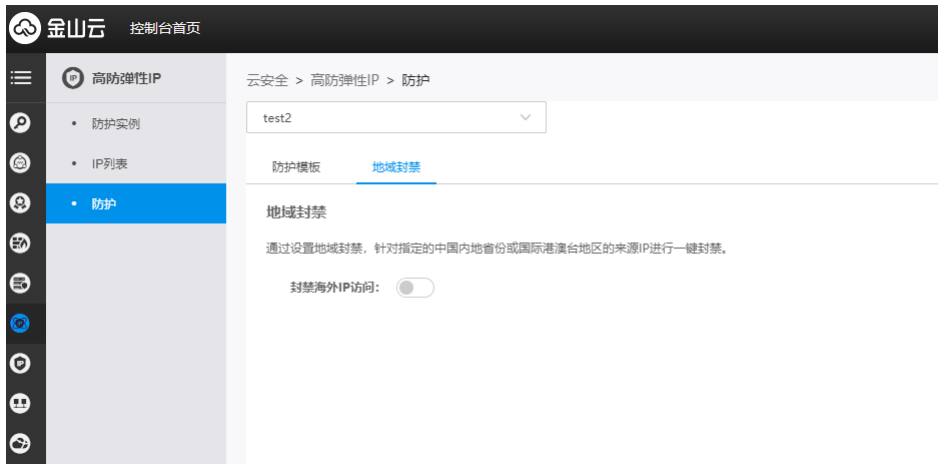 金山云 控制台首页
高防弹性IP
云安全 > 高防弹性IP > 防护
test2
防护实例
IP列表
防护
防护模板 地域封禁
地域封禁
通过设置地域封禁，针对指定的中国内地省份或国际港澳台地区的来源IP进行一键封禁。
封禁海外IP访问：